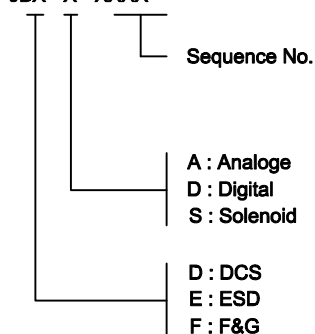 Sequence No.
A : Analoge
D : Digital
S : Solenoid
D : DCS
E : ESD
F : F&G